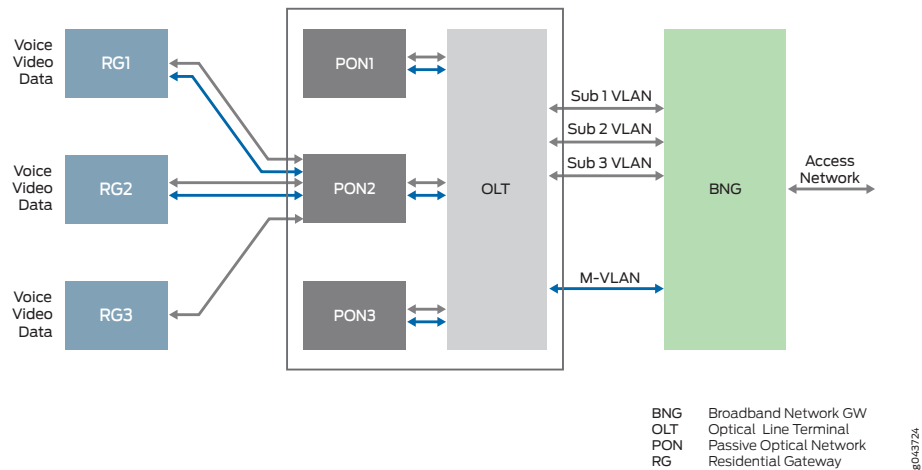 Voice
Video
Data
RG1
PON1
Sub 1 VLAN
Sub 2 VLAN
Sub 3 VLAN
Voice
Video
Data
RG2
PON2
OLT
BNG
Access
Network
M-VLAN
Voice
Video
Data
RG3
PON3
BNG Broadband Network GW
OLT Optical Line Terminal
PON Passive Optical Network
RG Residential Gateway
g043724